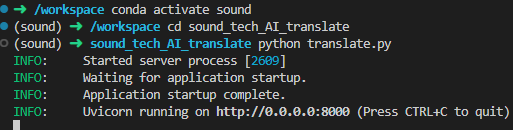 ➜ /workspace conda activate sound
(sound) ➜ /workspace cd sound_tech_AI_translate
(sound) ➜ sound_tech_AI_translate python translate.py
INFO: Started server process [2609]
INFO: Waiting for application startup.
INFO: Application startup complete.
INFO: Uvicorn running on http://0.0.0.0:8000 (Press CTRL+C to quit)